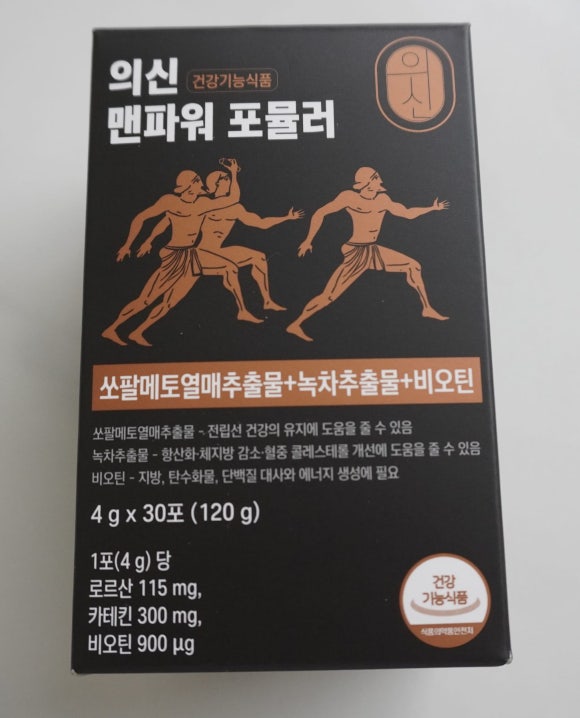 의신 건강기능식품
맨파워 포뮬러
의신
쏘팔메토열매추출물+녹차추출물+비오틴
쏘팔메토열매추출물 - 전립선 건강의 유지에 도움을 줄 수 있음
녹차추출물 - 항산화·체지방 감소·혈중 콜레스테롤 개선에 도움을 줄 수 있음
비오틴 - 지방, 탄수화물, 단백질 대사와 에너지 생성에 필요
4 g x 30포 (120 g)
1포(4 g) 당
로르산 115 mg,
카테킨 300 mg,
비오틴 900 μg
건강
기능식품
식품의약품안전처